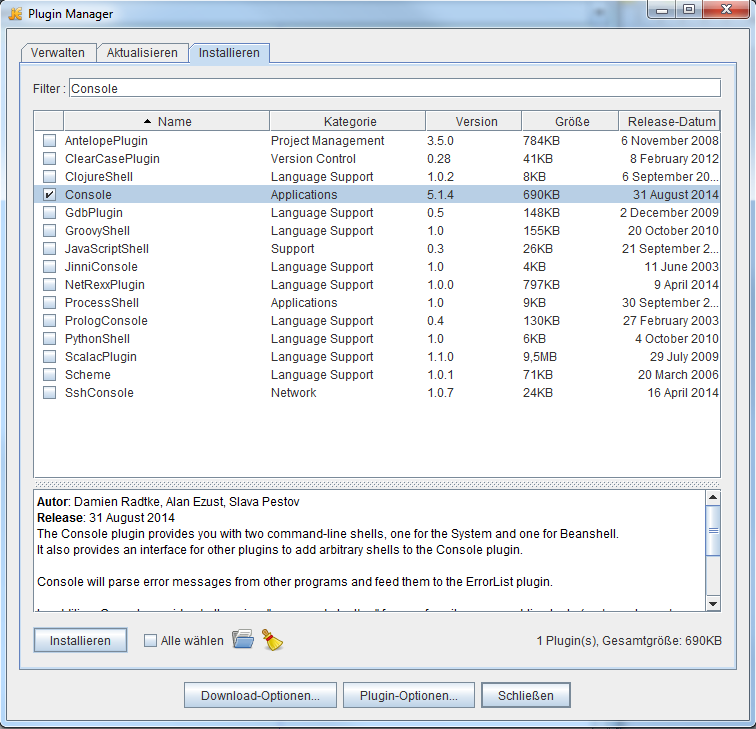 Plugin Manager
Verwalten Aktualisieren Installieren
Filter : Console
Name Kategorie Version Größe Release-Datum
AntelopePlugin Project Management 3.5.0 784KB 6 November 2008
ClearCasePlugin Version Control 0.28 41KB 8 February 2012
ClojureShell Language Support 1.0.2 8KB 6 September 20...
Console Applications 5.1.4 690KB 31 August 2014
GdbPlugin Language Support 0.5 148KB 2 December 2009
GroovyShell Language Support 1.0 155KB 20 October 2010
JavaScriptShell Support 0.3 26KB 21 September 2...
JinniConsole Language Support 1.0 4KB 11 June 2003
NetRexxPlugin Language Support 1.0.0 797KB 9 April 2014
ProcessShell Applications 1.0 9KB 30 September 2...
PrologConsole Language Support 0.4 130KB 27 February 2003
PythonShell Language Support 1.0 6KB 4 October 2010
ScalacPlugin Language Support 1.1.0 9,5MB 29 July 2009
Scheme Language Support 1.0.1 71KB 20 March 2006
SshConsole Network 1.0.7 24KB 16 April 2014
Autor: Damien Radtke, Alan Ezust, Slava Pestov
Release: 31 August 2014
The Console plugin provides you with two command-line shells, one for the System and one for Beanshell.
It also provides an interface for other plugins to add arbitrary shells to the Console plugin.
Console will parse error messages from other programs and feed them to the ErrorList plugin.
Installieren Alle wählen 1 Plugin(s), Gesamtgröße: 690KB
Download-Optionen... Plugin-Optionen... Schließen